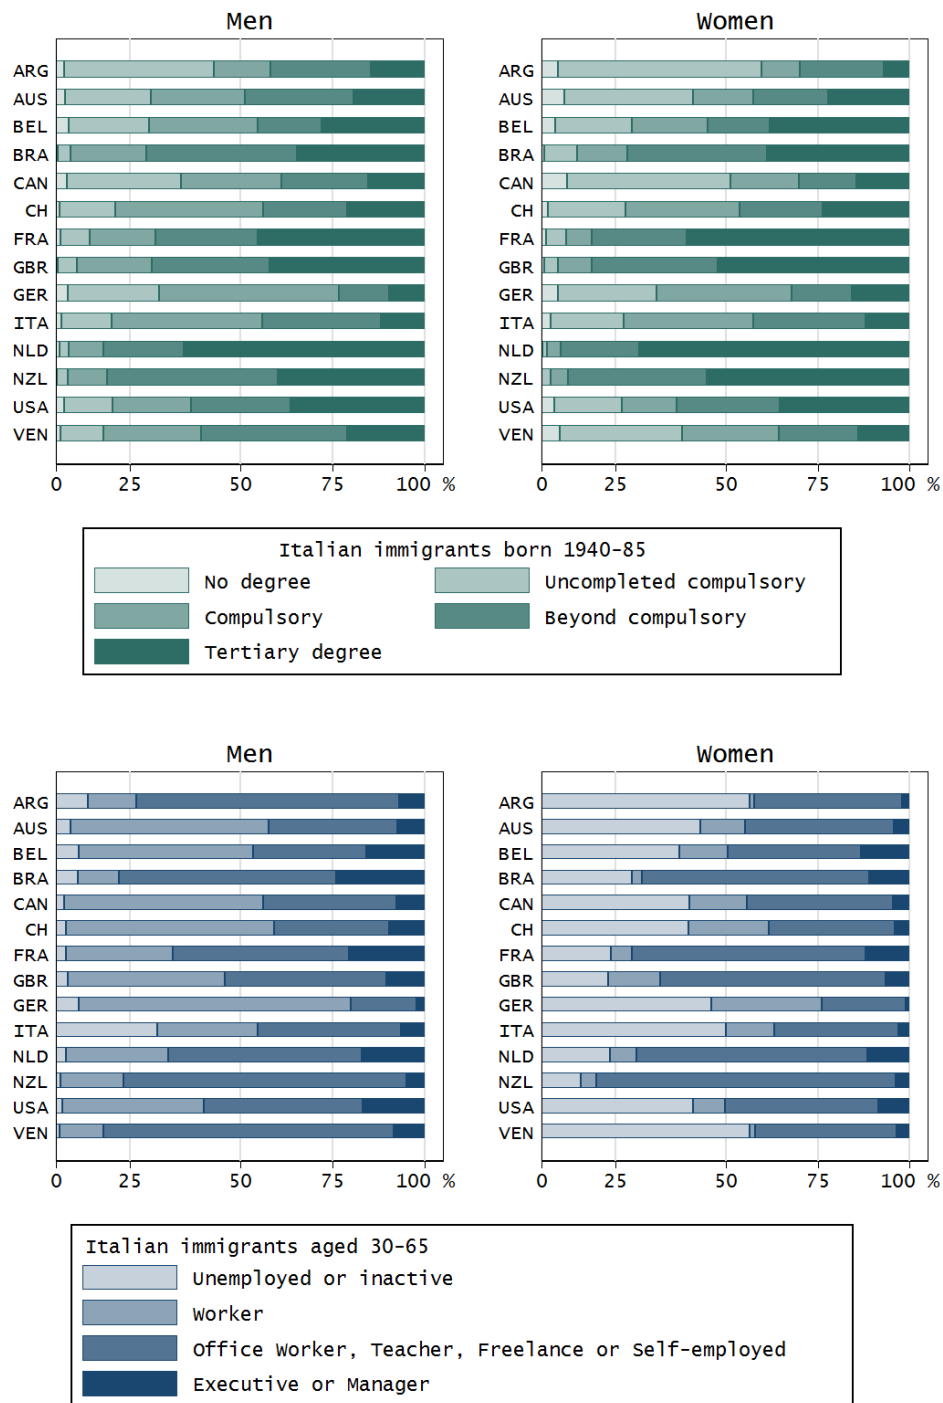 Men Women
ARG ARG
AUS AUS
BEL BEL
BRA BRA
CAN CAN
CH CH
FRA FRA
GBR GBR
GER GER
ITA ITA
NLD NLD
NZL NZL
USA USA
VEN VEN
0 25 50 75 100 % 0 25 50 75 100 %
Italian immigrants born 1940-85
No degree Uncompleted compulsory
Compulsory Beyond compulsory
Tertiary degree
Men Women
ARG ARG
AUS AUS
BEL BEL
BRA BRA
CAN CAN
CH CH
FRA FRA
GBR GBR
GER GER
ITA ITA
NLD NLD
NZL NZL
USA USA
VEN VEN
0 25 50 75 100 % 0 25 50 75 100 %
Italian immigrants aged 30-65
Unemployed or inactive
Worker
Office Worker, Teacher, Freelance or Self-employed
Executive or Manager